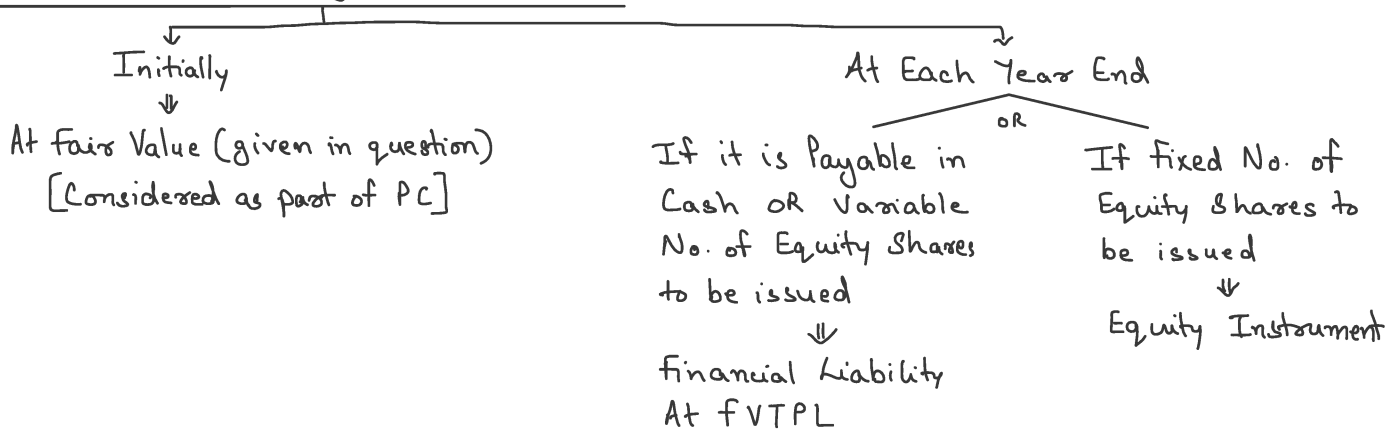 Initially
At Fair Value (given in question)
[Considered as part of PC]
At Each Year End
OR
If it is Payable in
Cash OR Variable
No. of Equity Shares
to be issued
Financial Liability
At FVTPL
If Fixed No. of
Equity Shares to
be issued
Equity Instrument